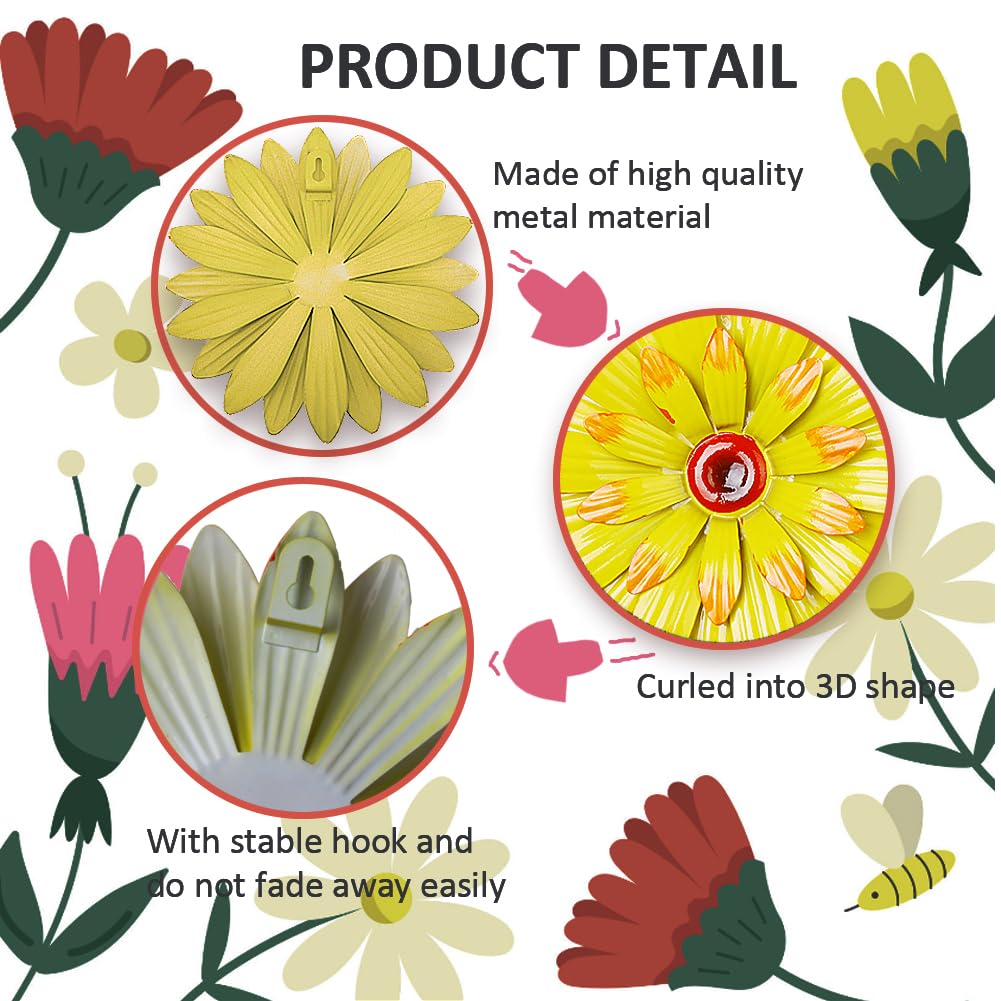 PRODUCT DETAIL
Made of high quality
metal material
Curled into 3D shape
With stable hook and
do not fade away easily